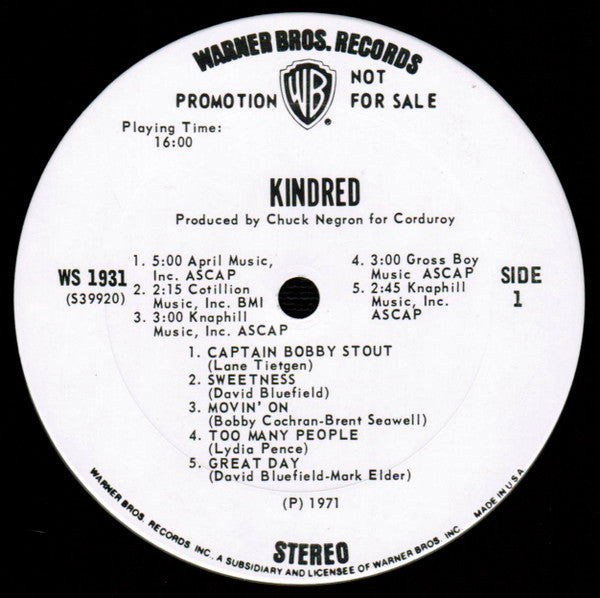 WARNER BROS. RECORDS
PROMOTION NOT FOR SALE
WB
®
Playing Time:
16:00
KINDRED
Produced by Chuck Negron for Corduroy
WS 1931
(S39920)
1. 5:00 April Music,
Inc. ASCAP
2. 2:15 Cotillion
Music, Inc. BMI
3. 3:00 Knaphill
Music, Inc. ASCAP
4. 3:00 Gross Boy
Music ASCAP
5. 2:45 Knaphill
Music, Inc.
ASCAP
SIDE
1
1. CAPTAIN BOBBY STOUT
(Lane Tietgen)
2. SWEETNESS
(David Bluefield)
3. MOVIN' ON
(Bobby Cochran-Brent Seawell)
4. TOO MANY PEOPLE
(Lydia Pence)
5. GREAT DAY
(David Bluefield-Mark Elder)
(P) 1971
STEREO
WARNER BROS. RECORDS INC. A SUBSIDIARY AND LICENSEE OF WARNER BROS. INC. MADE IN U.S.A.